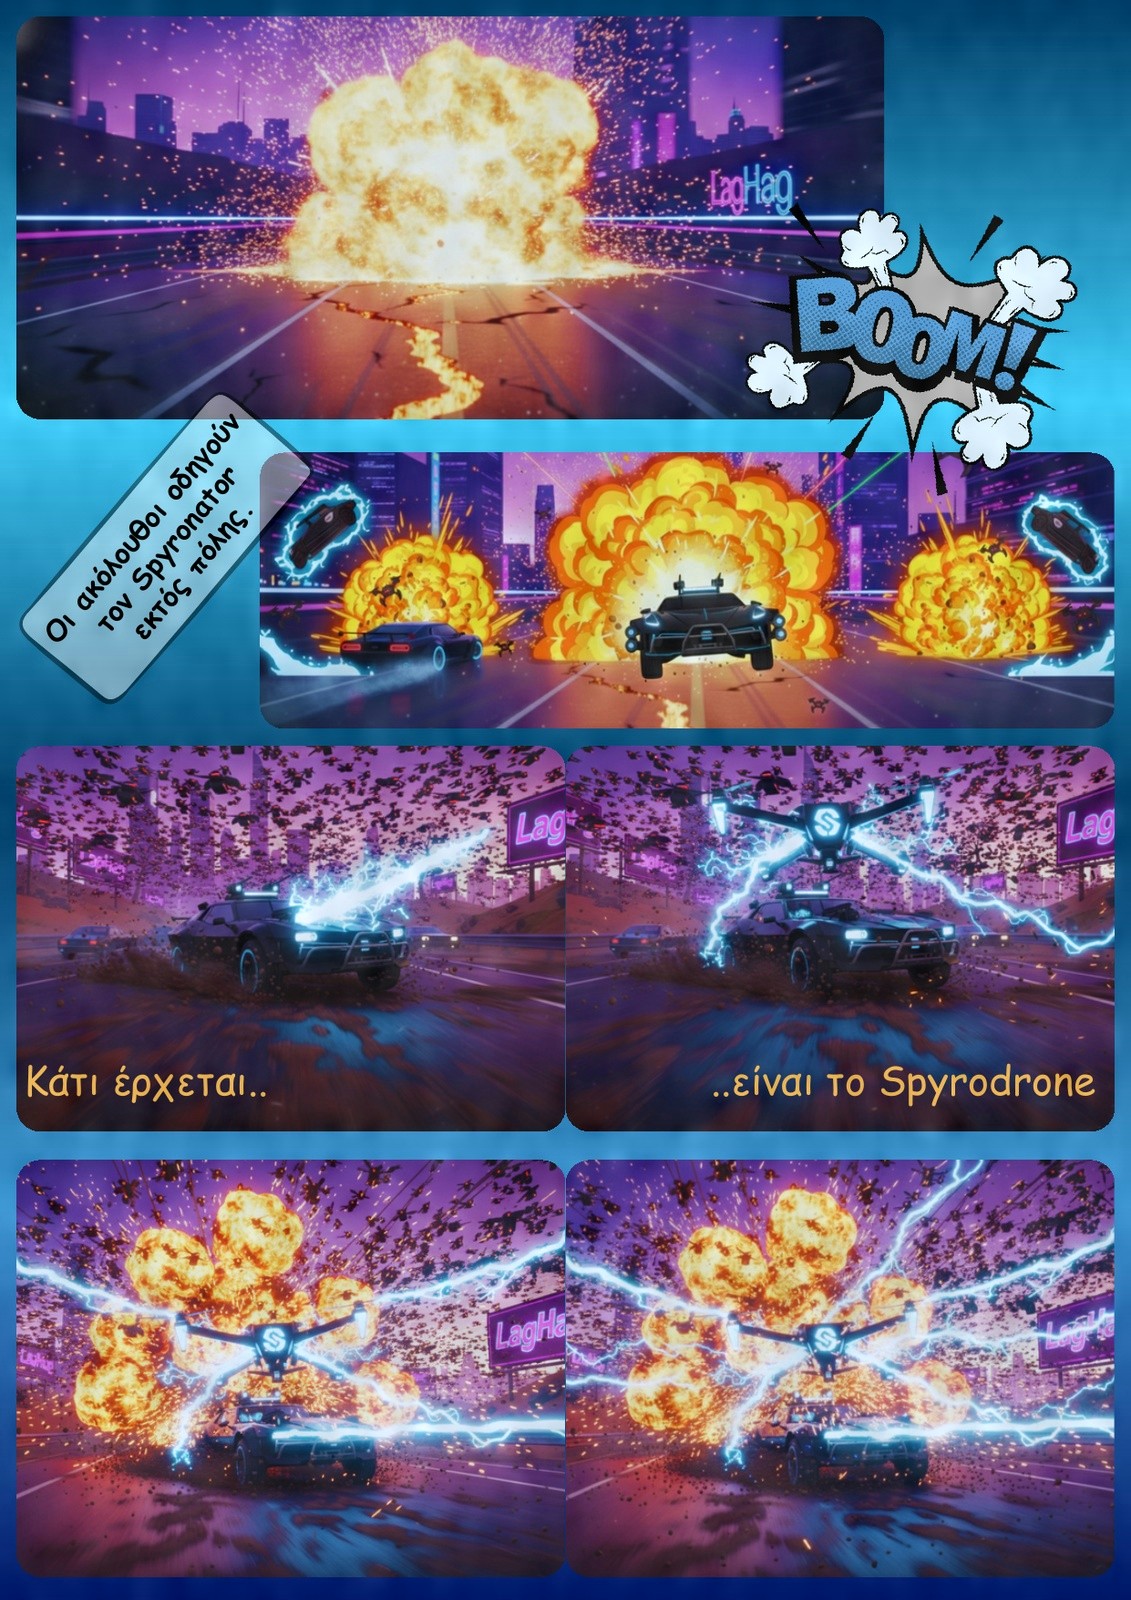 LagHag
BOOM!
Οι ακόλουθοι οδηγούν
τον Spyronator
εκτός πόλης.
Lag
Lag
Κάτι έρχεται..
..είναι το Spyrodrone
LagHa
LagHa